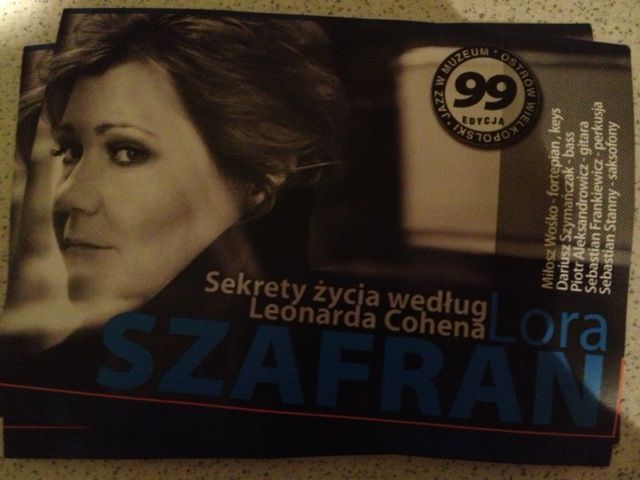 JAZZ W MUZEUM • OSTRÓW WIELKOPOLSKI •
99
EDYCJA
Miłosz Wośko - fortepian, keys
Dariusz Szymańczak - bass
Piotr Aleksandrowicz - gitara
Sebastian Frankiewicz - perkusja
Sebastian Stanny - saksofony
Sekrety życia według
Leonarda Cohena
Lora
SZAFRAN